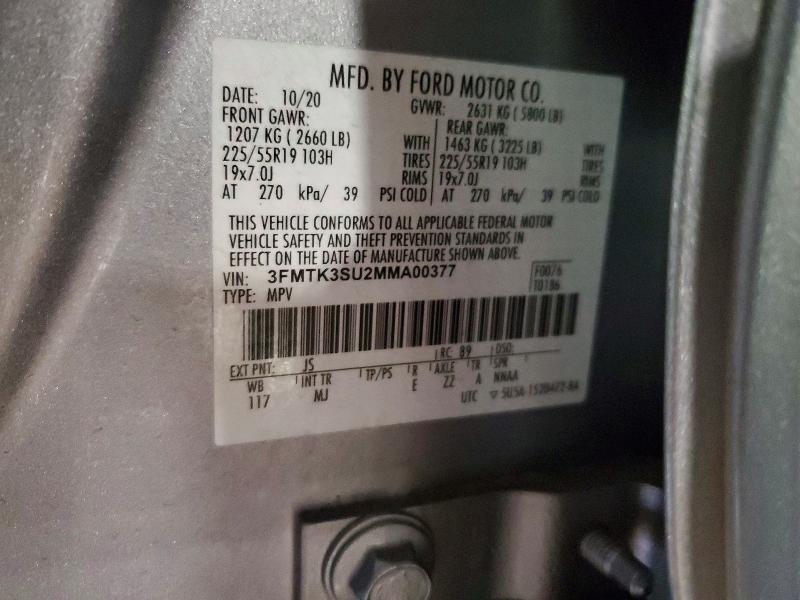 MFD. BY FORD MOTOR CO.
DATE: 10/20 GVWR: 2631 KG ( 5800 LB)
FRONT GAWR: REAR GAWR:
1207 KG ( 2660 LB) WITH 1463 KG ( 3225 LB) WITH
225/55R19 103H TIRES 225/55R19 103H TIRES
19x7.0J RIMS 19x7.0J RIMS
AT 270 kPa/ 39 PSI COLD AT 270 kPa/ 39 PSI COLD
THIS VEHICLE CONFORMS TO ALL APPLICABLE FEDERAL MOTOR
VEHICLE SAFETY AND THEFT PREVENTION STANDARDS IN
EFFECT ON THE DATE OF MANUFACTURE SHOWN ABOVE.
VIN: 3FMTK3SU2MMA00377 F0076
TYPE: MPV T0186
EXT PNT: JS RC: 89 DSO:
WB INT TR TP/PS R AXLE TR SPR
117 MJ E Z2 A NNAA
UTC